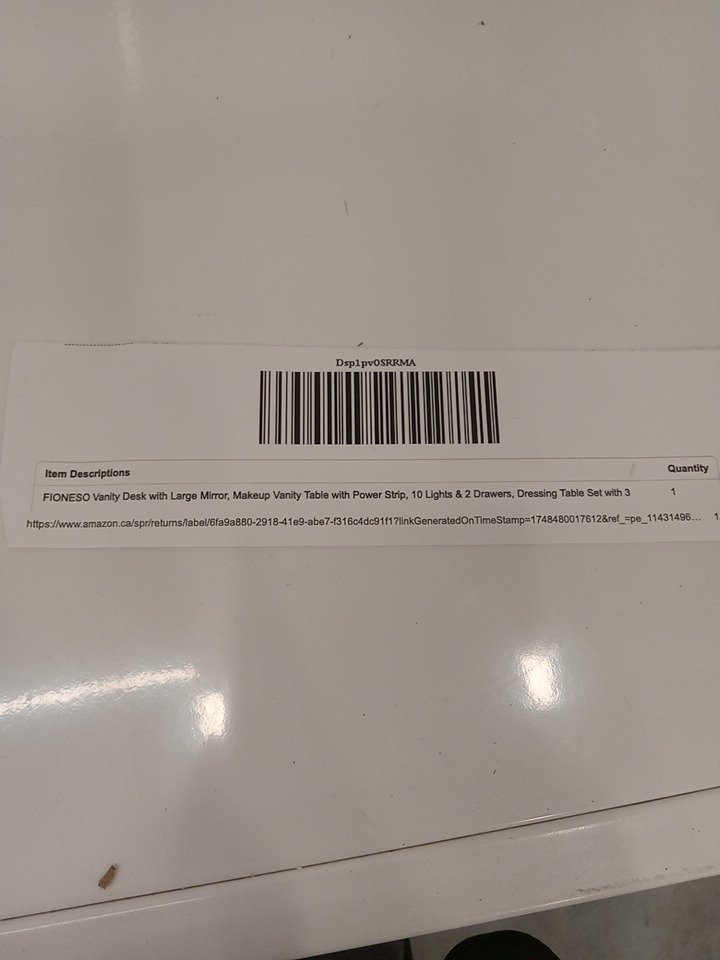 Dsp1pv0SRRMA
Item Descriptions Quantity
FIONESO Vanity Desk with Large Mirror, Makeup Vanity Table with Power Strip, 10 Lights & 2 Drawers, Dressing Table Set with 3 1
https://www.amazon.ca/spr/returns/label/6fa9a880-2918-41e9-abe7-f316c4dc91f1?linkGeneratedOnTimeStamp=1748480017612&ref_=pe_11431496... 1